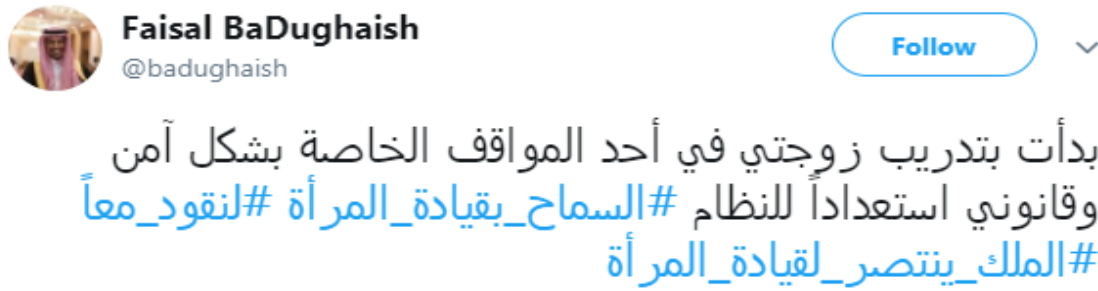 Faisal BaDughaish
@badughaish
Follow
بدأت بتدريب زوجتي في أحد المواقف الخاصة بشكل آمن
وقانوني استعداداً للنظام #السماح_بقيادة_المرأة #لنقود_معاً
#الملك_ينتصر_لقيادة_المرأة